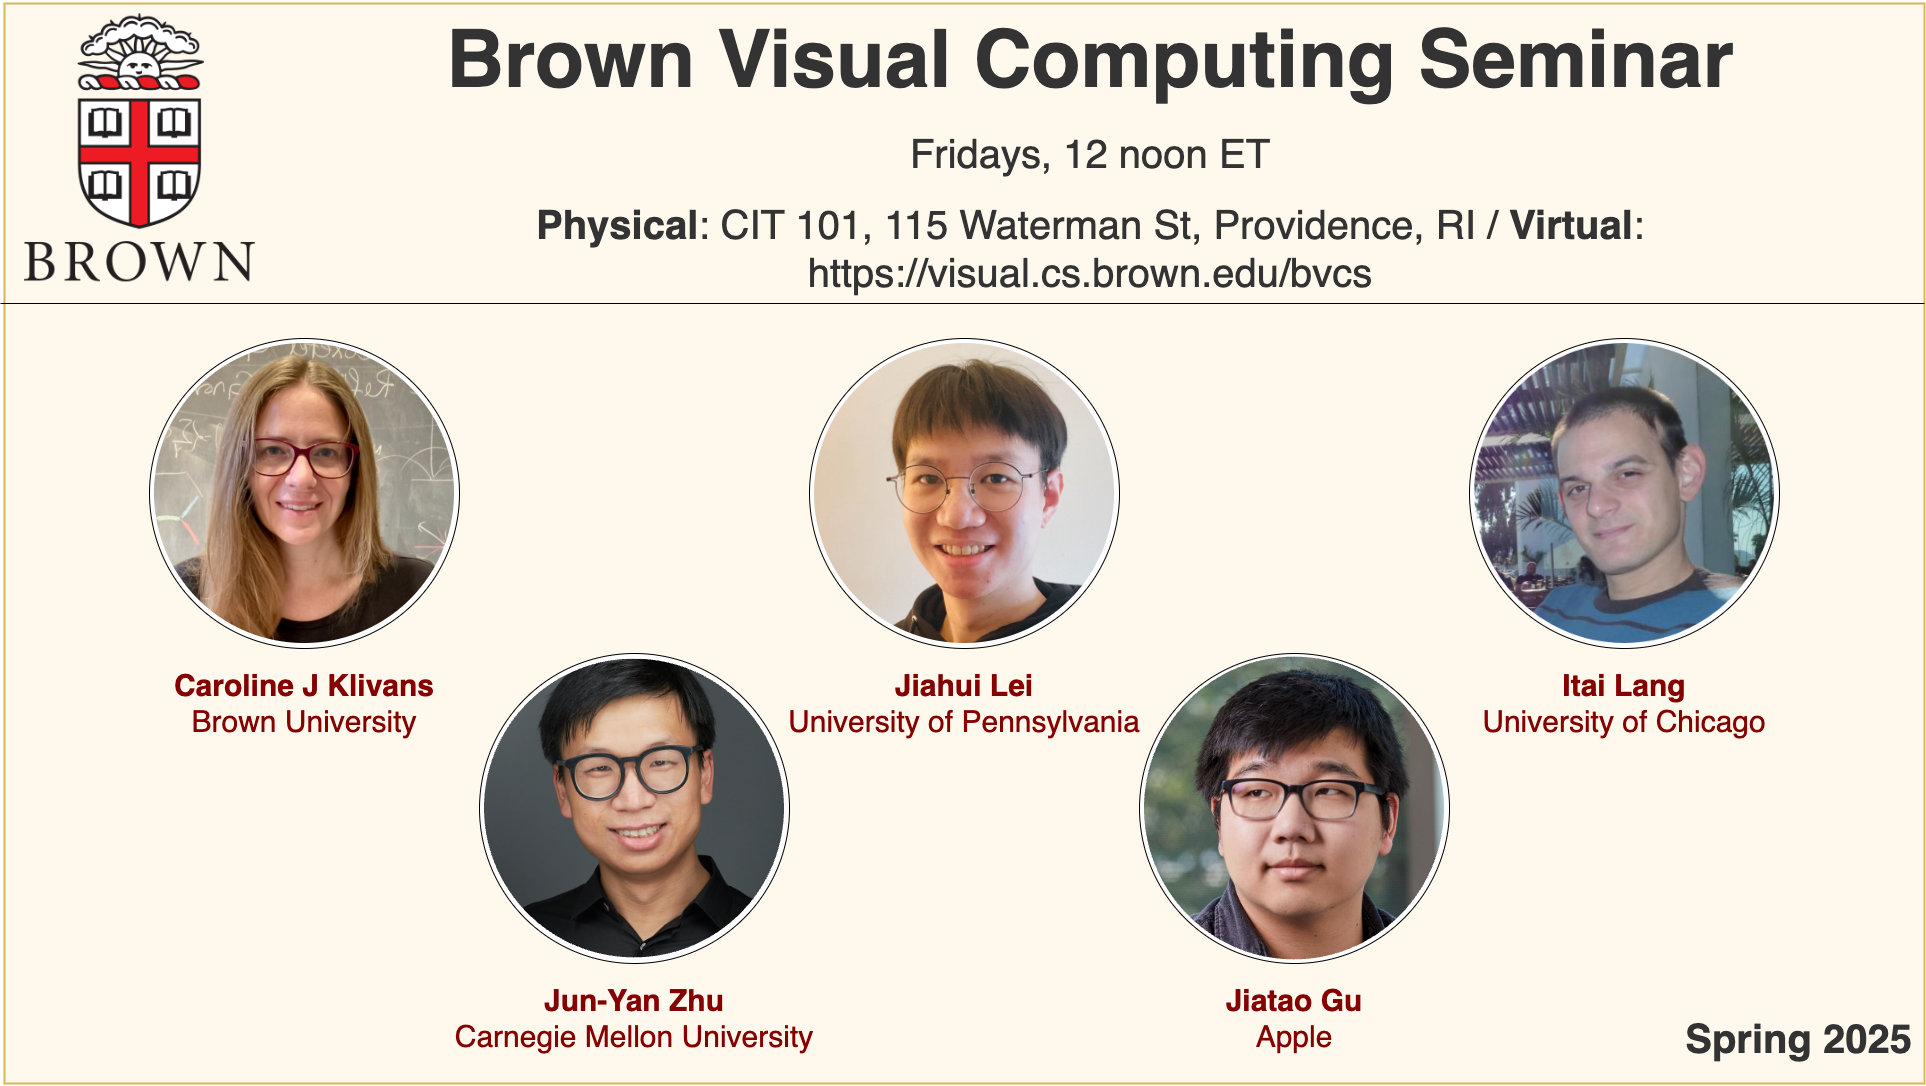 BROWN
Brown Visual Computing Seminar
Fridays, 12 noon ET
Physical: CIT 101, 115 Waterman St, Providence, RI / Virtual:
https://visual.cs.brown.edu/bvcs
Caroline J Klivans
Brown University
Jiahui Lei
University of Pennsylvania
Itai Lang
University of Chicago
Jun-Yan Zhu
Carnegie Mellon University
Jiatao Gu
Apple
Spring 2025